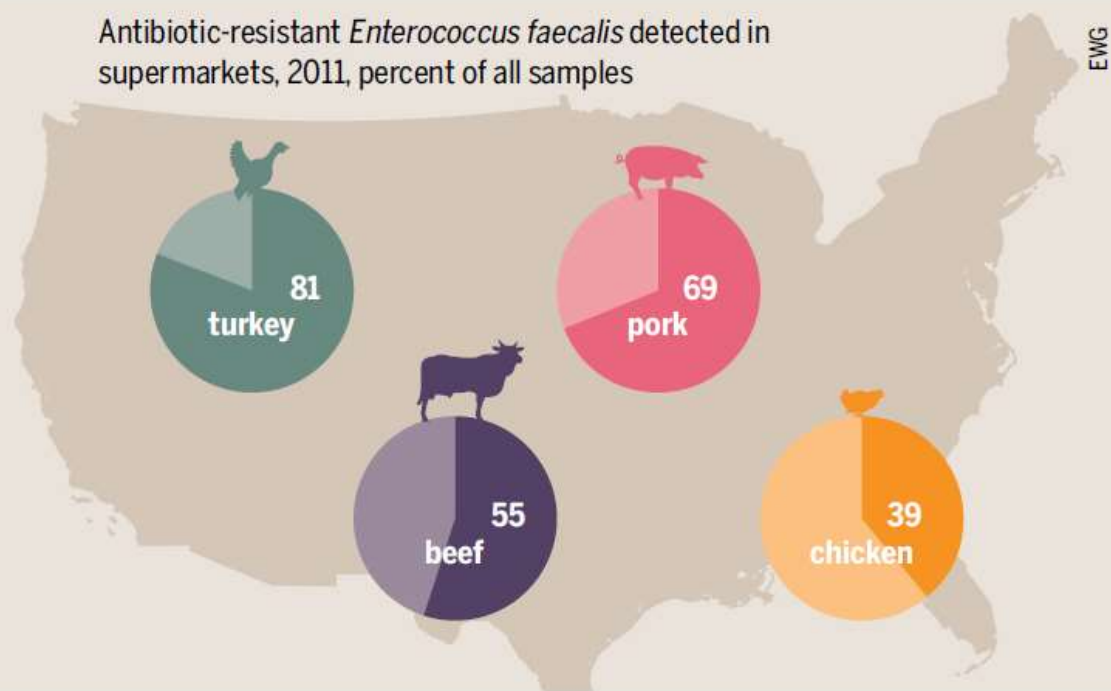 Antibiotic-resistant Enterococcus faecalis detected in
supermarkets, 2011, percent of all samples
EWG
81
turkey
69
pork
55
beef
39
chicken